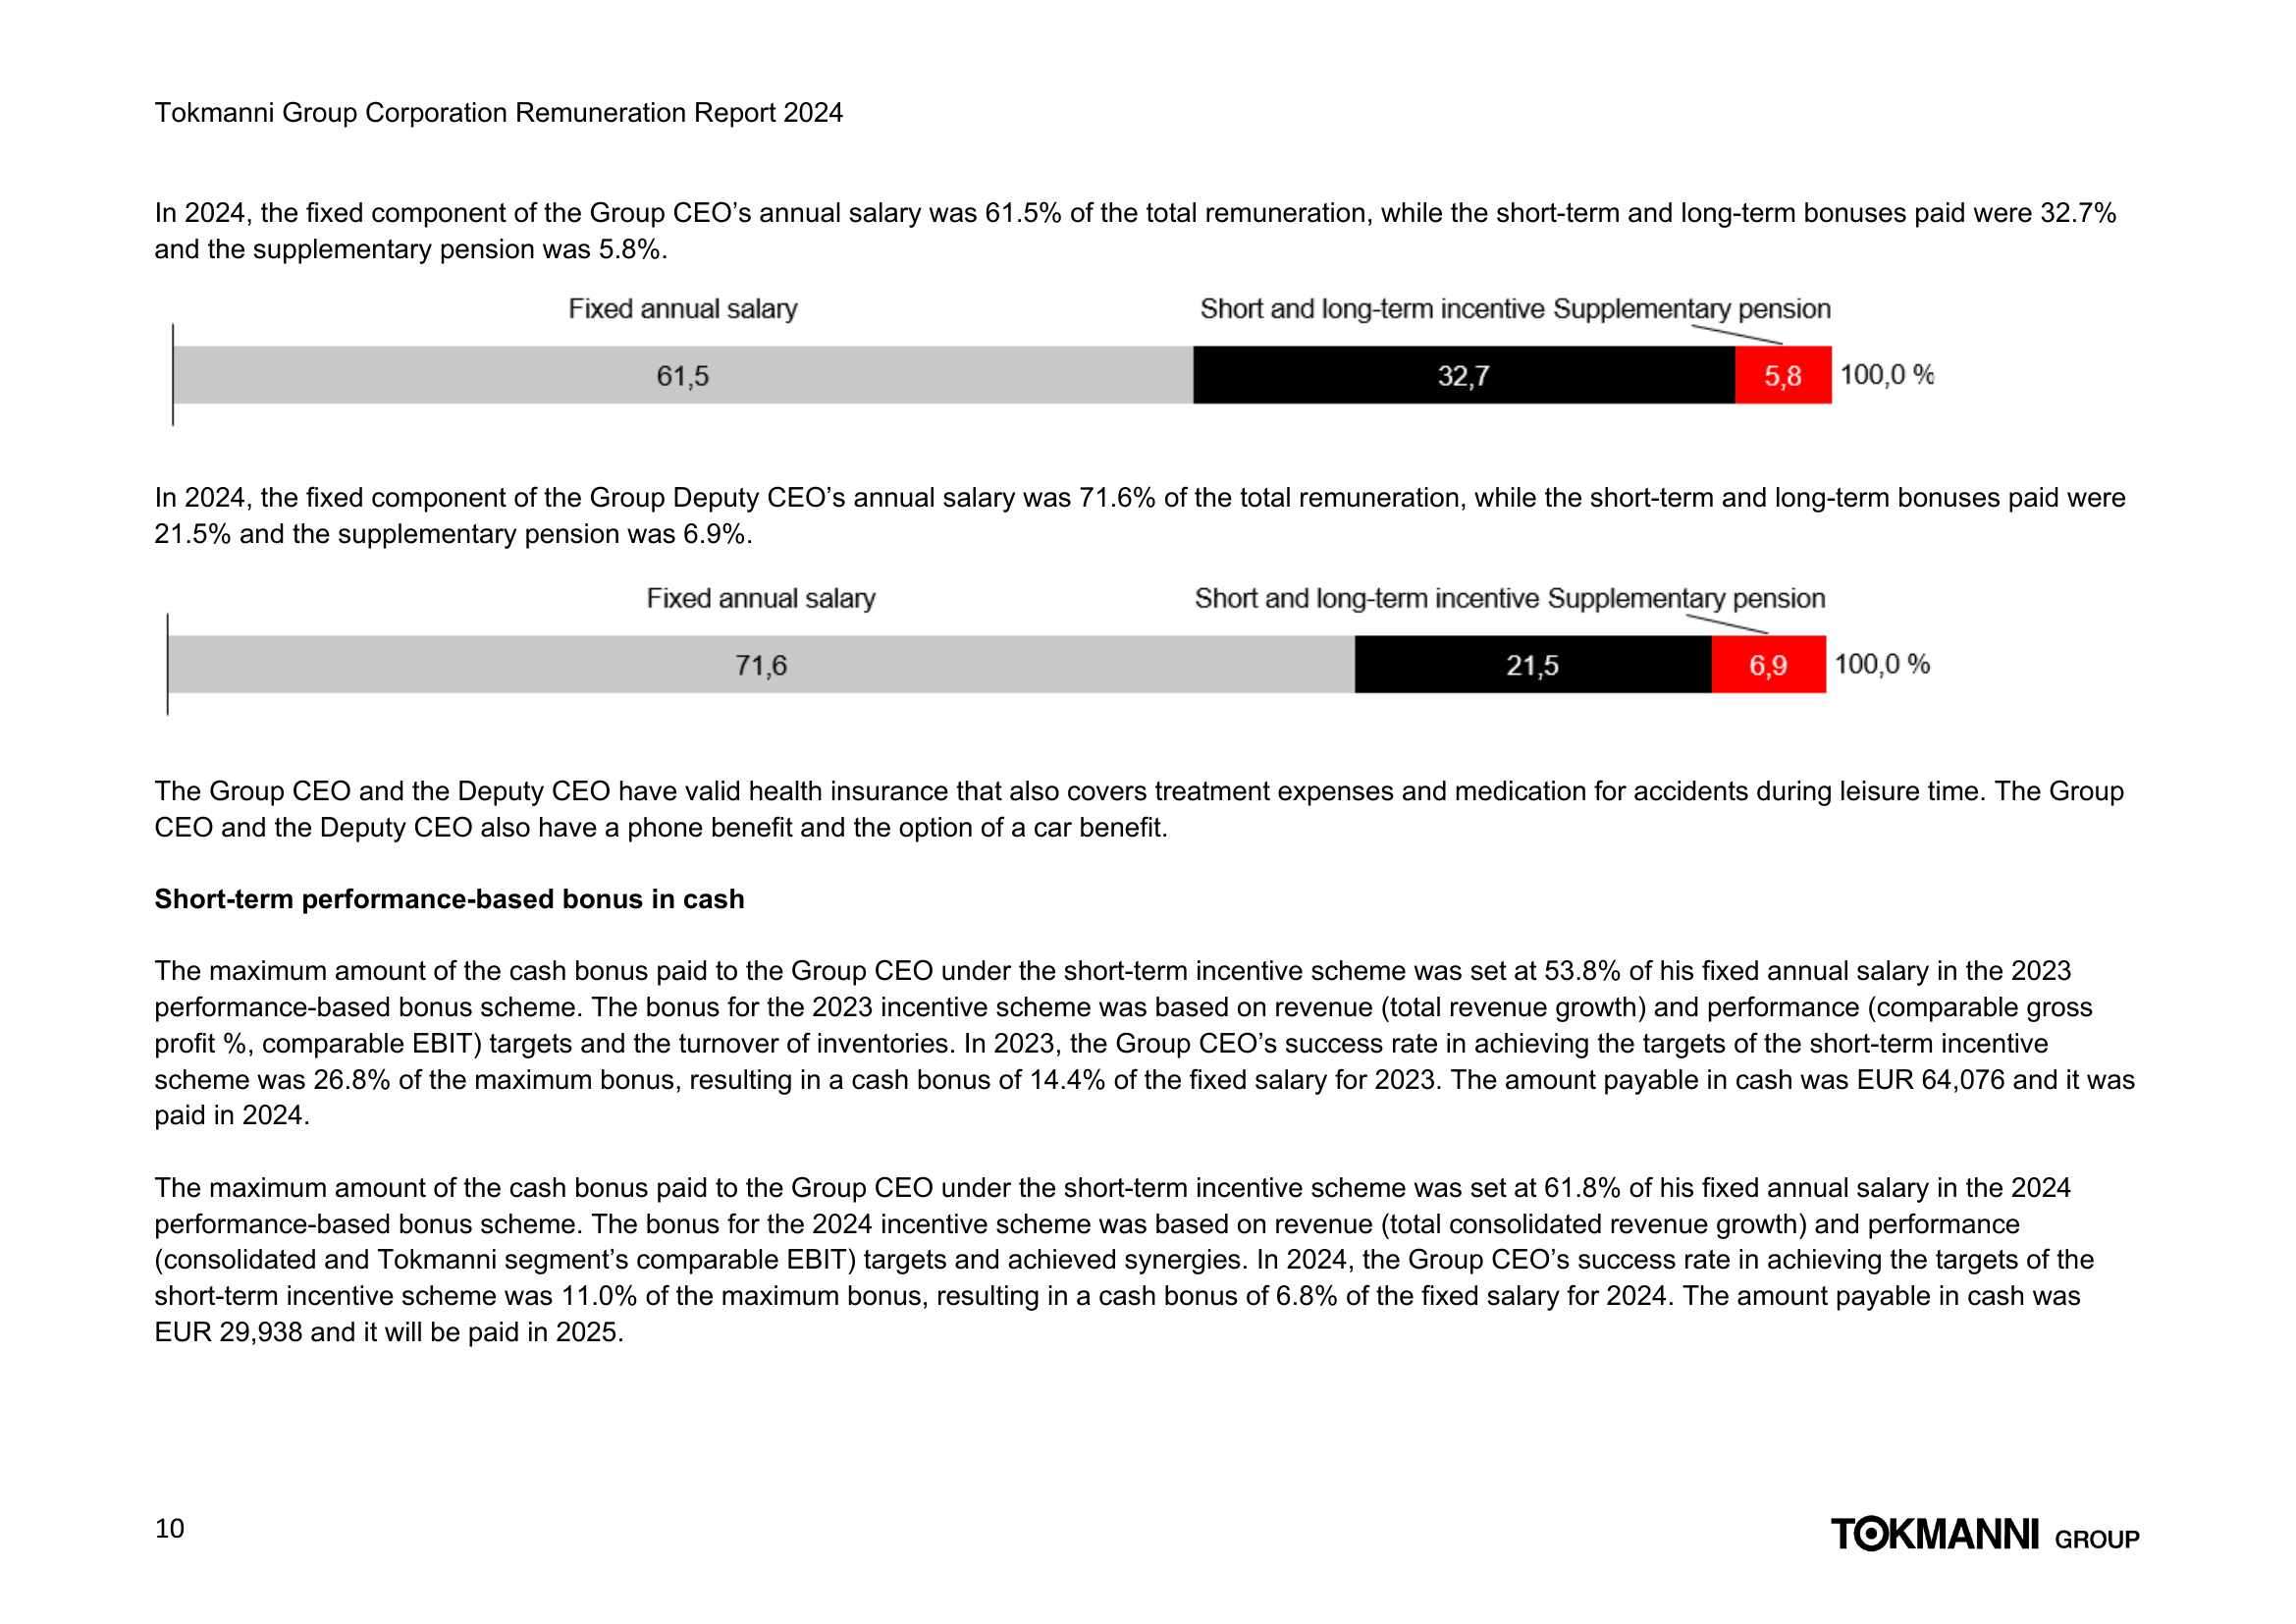 Tokmanni Group Corporation Remuneration Report 2024
In 2024, the fixed component of the Group CEO’s annual salary was 61.5% of the total remuneration, while the short-term and long-term bonuses paid were 32.7%
and the supplementary pension was 5.8%.
Fixed annual salary Short and long-term incentive Supplementary pension
61,5 32,7 5,8 100,0 %
In 2024, the fixed component of the Group Deputy CEO’s annual salary was 71.6% of the total remuneration, while the short-term and long-term bonuses paid were
21.5% and the supplementary pension was 6.9%.
Fixed annual salary Short and long-term incentive Supplementary pension
71,6 21,5 6,9 100,0 %
The Group CEO and the Deputy CEO have valid health insurance that also covers treatment expenses and medication for accidents during leisure time. The Group
CEO and the Deputy CEO also have a phone benefit and the option of a car benefit.
Short-term performance-based bonus in cash
The maximum amount of the cash bonus paid to the Group CEO under the short-term incentive scheme was set at 53.8% of his fixed annual salary in the 2023
performance-based bonus scheme. The bonus for the 2023 incentive scheme was based on revenue (total revenue growth) and performance (comparable gross
profit %, comparable EBIT) targets and the turnover of inventories. In 2023, the Group CEO’s success rate in achieving the targets of the short-term incentive
scheme was 26.8% of the maximum bonus, resulting in a cash bonus of 14.4% of the fixed salary for 2023. The amount payable in cash was EUR 64,076 and it was
paid in 2024.
The maximum amount of the cash bonus paid to the Group CEO under the short-term incentive scheme was set at 61.8% of his fixed annual salary in the 2024
performance-based bonus scheme. The bonus for the 2024 incentive scheme was based on revenue (total consolidated revenue growth) and performance
(consolidated and Tokmanni segment’s comparable EBIT) targets and achieved synergies. In 2024, the Group CEO’s success rate in achieving the targets of the
short-term incentive scheme was 11.0% of the maximum bonus, resulting in a cash bonus of 6.8% of the fixed salary for 2024. The amount payable in cash was
EUR 29,938 and it will be paid in 2025.
10
TOKMANNI GROUP